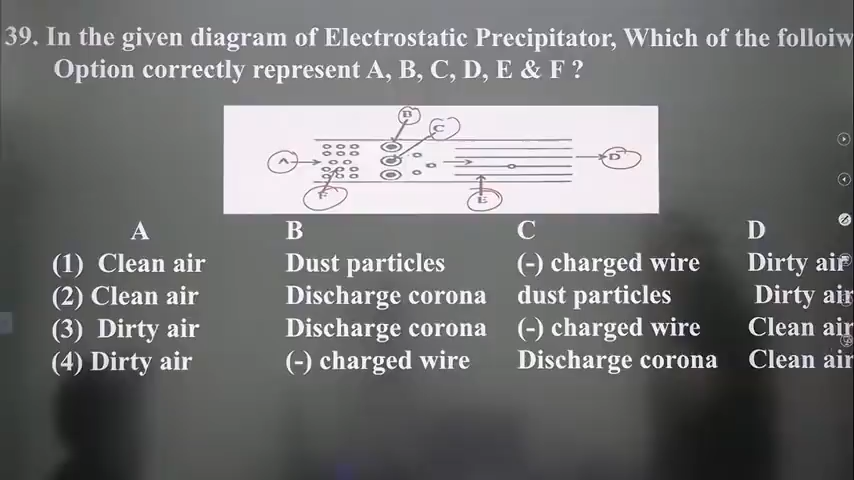 39. In the given diagram of Electrostatic Precipitator, Which of the folloiw
Option correctly represent A, B, C, D, E & F ?
B
C
A
D
F
E
A B C D
(1) Clean air Dust particles (-) charged wire Dirty air
(2) Clean air Discharge corona dust particles Dirty air
(3) Dirty air Discharge corona (-) charged wire Clean air
(4) Dirty air (-) charged wire Discharge corona Clean air